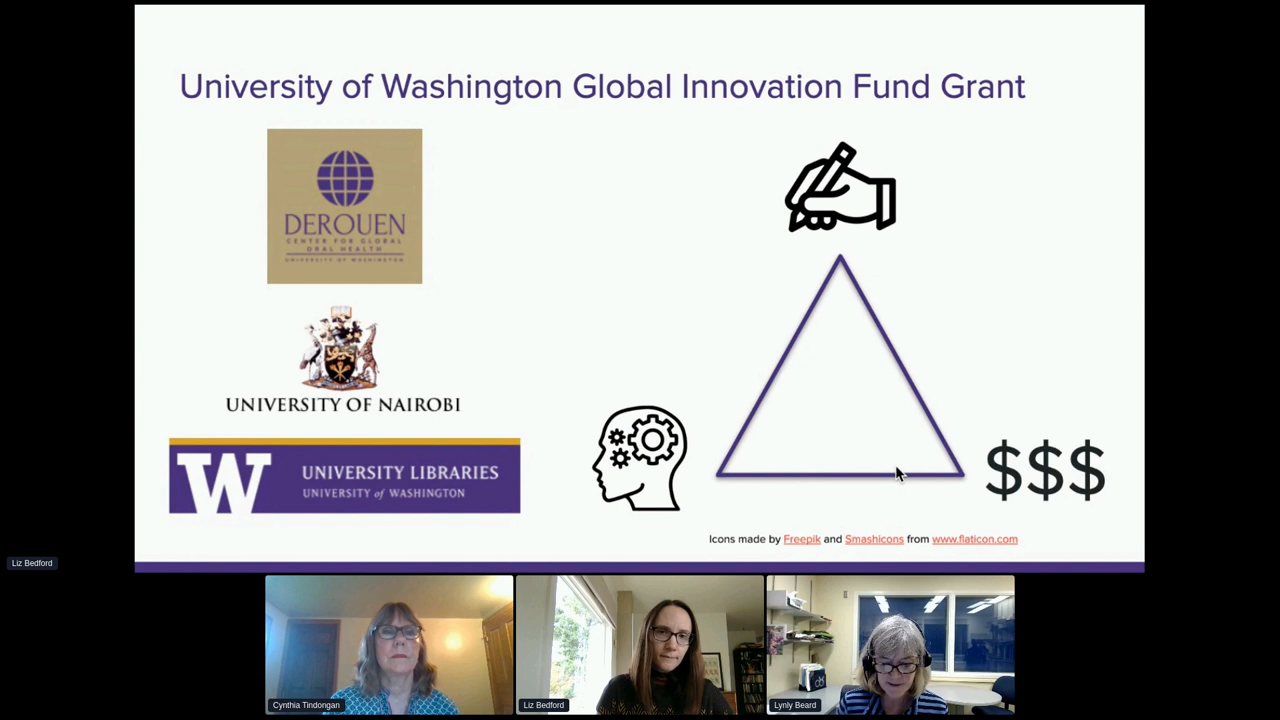 University of Washington Global Innovation Fund Grant
DEROUEN
CENTER FOR GLOBAL
ORAL HEALTH
UNIVERSITY OF WASHINGTON
UNIVERSITY OF NAIROBI
W
UNIVERSITY LIBRARIES
UNIVERSITY of WASHINGTON
$$$
Icons made by Freepik and Smashicons from www.flaticon.com
Liz Bedford
Cynthia Tindongan
Liz Bedford
Lynly Beard